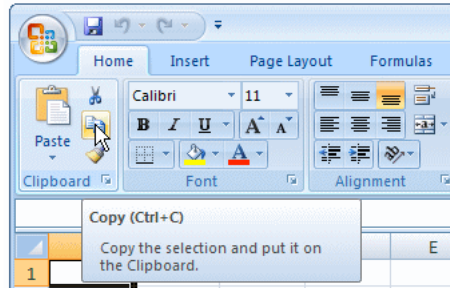 Home Insert Page Layout Formulas
Calibri 11
Paste
B I U A A
A
Clipboard Font Alignment
Copy (Ctrl+C)
Copy the selection and put it on
the Clipboard.
E
1